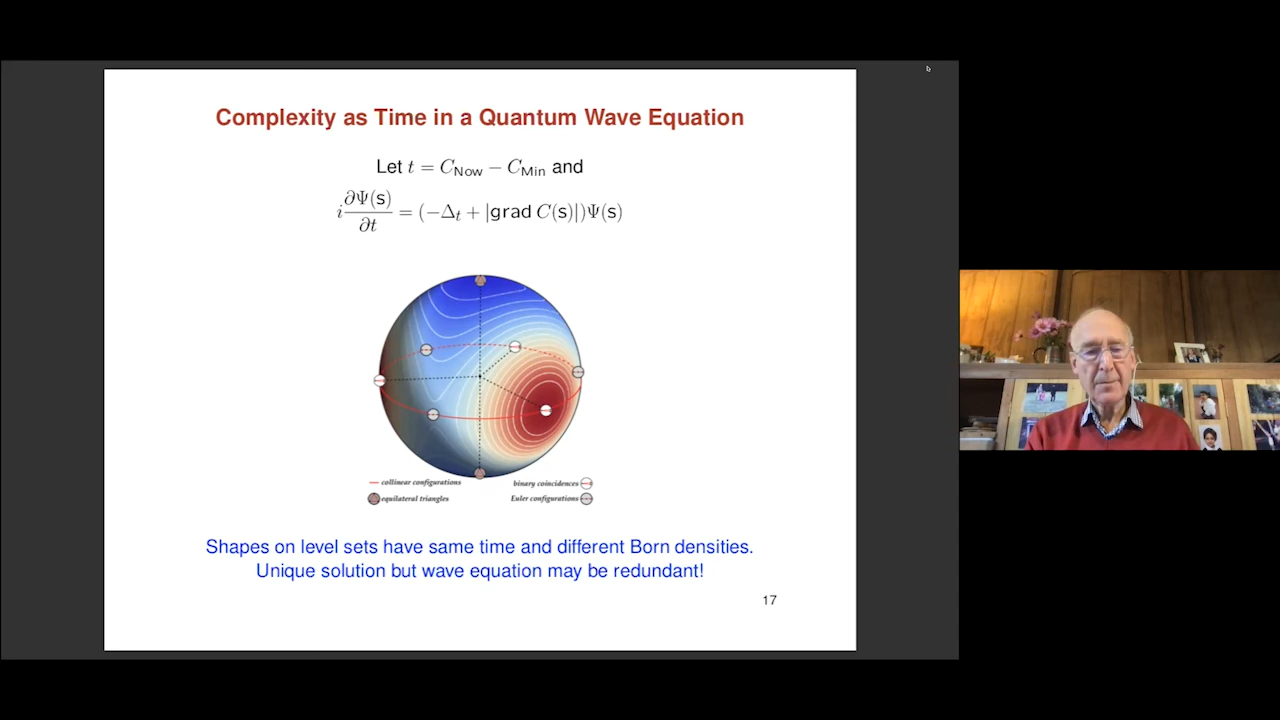 Complexity as Time in a Quantum Wave Equation
Let t = C_Now − C_Min and
i ∂Ψ(s)/∂t = (−Δ_t + |grad C(s)|)Ψ(s)
collinear configurations
binary coincidences
equilateral triangles
Euler configurations
Shapes on level sets have same time and different Born densities.
Unique solution but wave equation may be redundant!
17